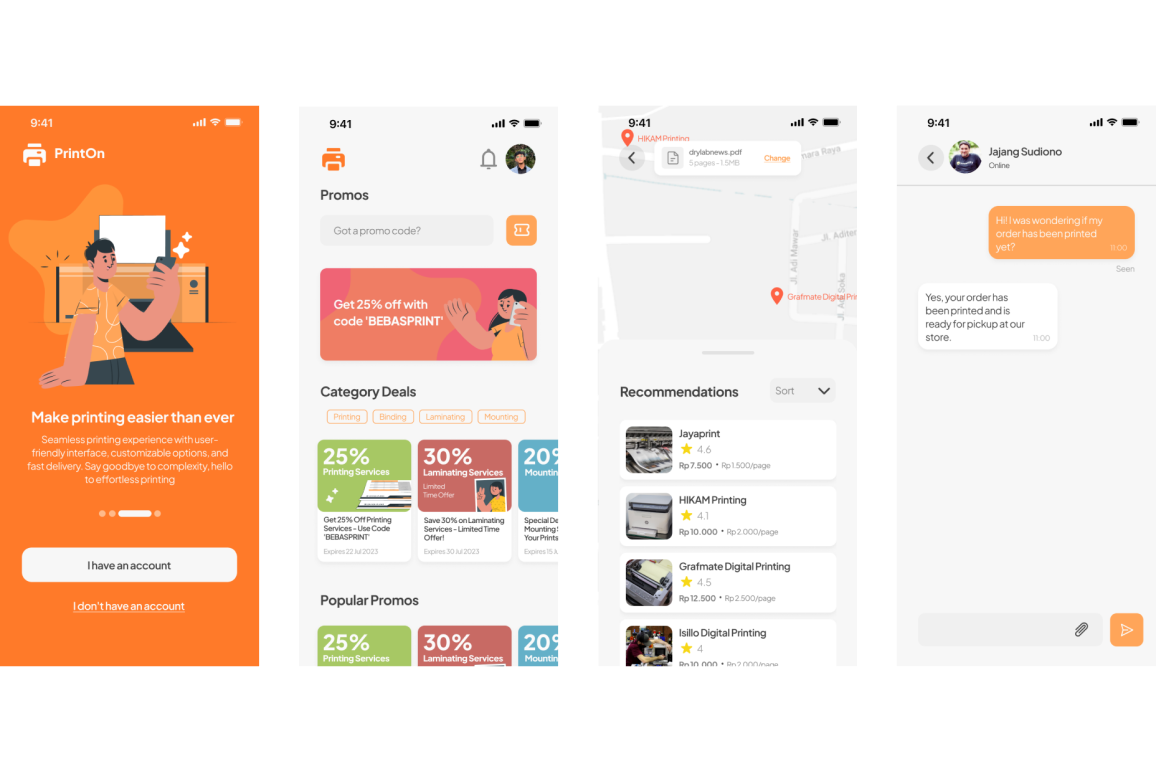 9:41
PrintOn
Make printing easier than ever
Seamless printing experience with user-
friendly interface, customizable options, and
fast delivery. Say goodbye to complexity, hello
to effortless printing
I have an account
I don't have an account
9:41
Promos
Got a promo code?
Get 25% off with
code 'BEBASPRINT'
Category Deals
Printing
Binding
Laminating
Mounting
25%
Printing Services
Get 25% Off Printing
Services - Use Code
'BEBASPRINT'
Expires 22 Jul 2023
30%
Laminating Services
Limited
Time Offer
Save 30% on Laminating
Services - Limited Time
Offer!
Expires 30 Jul 2023
20%
Mountin
Special De
Mounting S
Your Prints
Expires 15 Ju
Popular Promos
25%
Printing Services
30%
Laminating Services
20%
Mountin
9:41
HIKAM Printing
drylabnews.pdf
5 pages - 1.5MB
Change
mara Raya
Jl. Aditer
Jl. Adi Mawar
Jl. Adi Soka
Grafmate Digital Prin
Recommendations
Sort
Jayaprint
4.6
Rp 7.500 • Rp 1.500/page
HIKAM Printing
4.1
Rp 10.000 • Rp 2.000/page
Grafmate Digital Printing
4.5
Rp 12.500 • Rp 2.500/page
Isillo Digital Printing
4
Rp 10.000 • Rp 2.000/page
9:41
Jajang Sudiono
Online
Hi! I was wondering if my
order has been printed
yet?
11:00
Seen
Yes, your order has
been printed and is
ready for pickup at our
store.
11:00